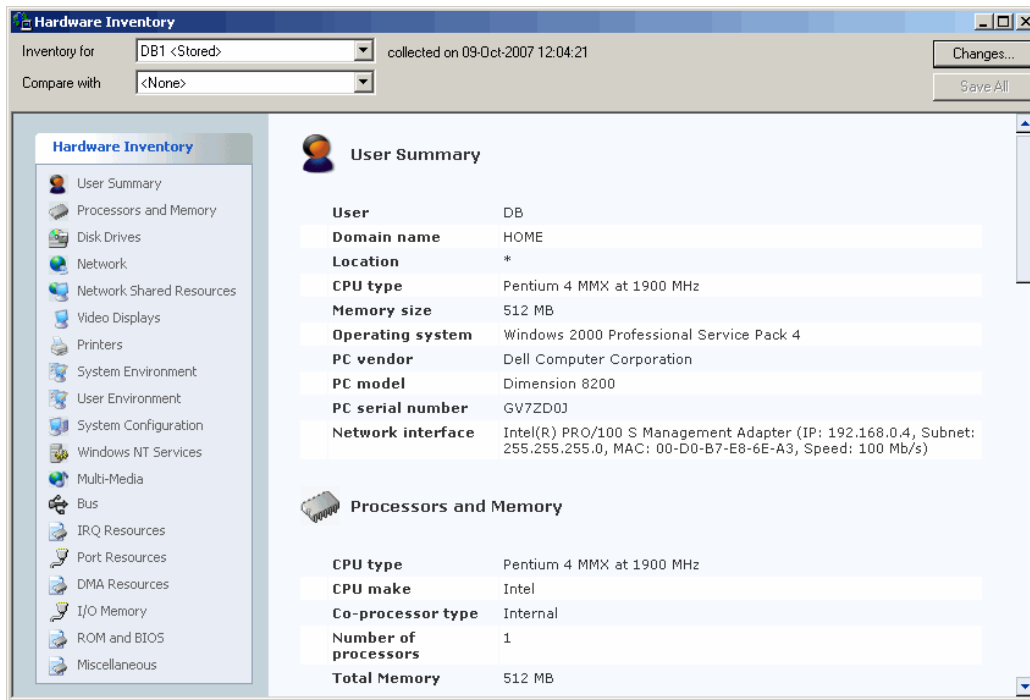 Hardware Inventory
Inventory for DB1 <Stored> collected on 09-Oct-2007 12:04:21 Changes...
Compare with <None> Save All
Hardware Inventory
User Summary
Processors and Memory
Disk Drives
Network
Network Shared Resources
Video Displays
Printers
System Environment
User Environment
System Configuration
Windows NT Services
Multi-Media
Bus
IRQ Resources
Port Resources
DMA Resources
I/O Memory
ROM and BIOS
Miscellaneous
User Summary
User DB
Domain name HOME
Location *
CPU type Pentium 4 MMX at 1900 MHz
Memory size 512 MB
Operating system Windows 2000 Professional Service Pack 4
PC vendor Dell Computer Corporation
PC model Dimension 8200
PC serial number GV7ZD0J
Network interface Intel(R) PRO/100 S Management Adapter (IP: 192.168.0.4, Subnet:
255.255.255.0, MAC: 00-D0-B7-E8-6E-A3, Speed: 100 Mb/s)
Processors and Memory
CPU type Pentium 4 MMX at 1900 MHz
CPU make Intel
Co-processor type Internal
Number of 1
processors
Total Memory 512 MB